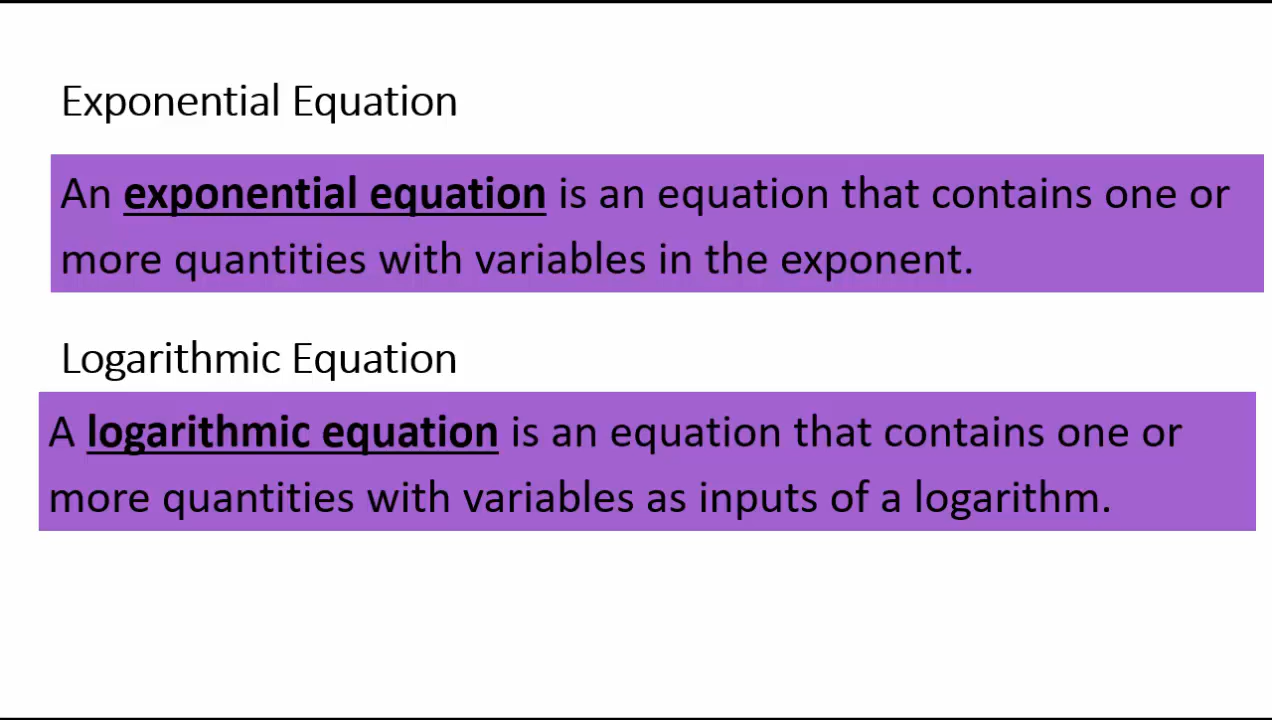 Exponential Equation
An exponential equation is an equation that contains one or
more quantities with variables in the exponent.
Logarithmic Equation
A logarithmic equation is an equation that contains one or
more quantities with variables as inputs of a logarithm.